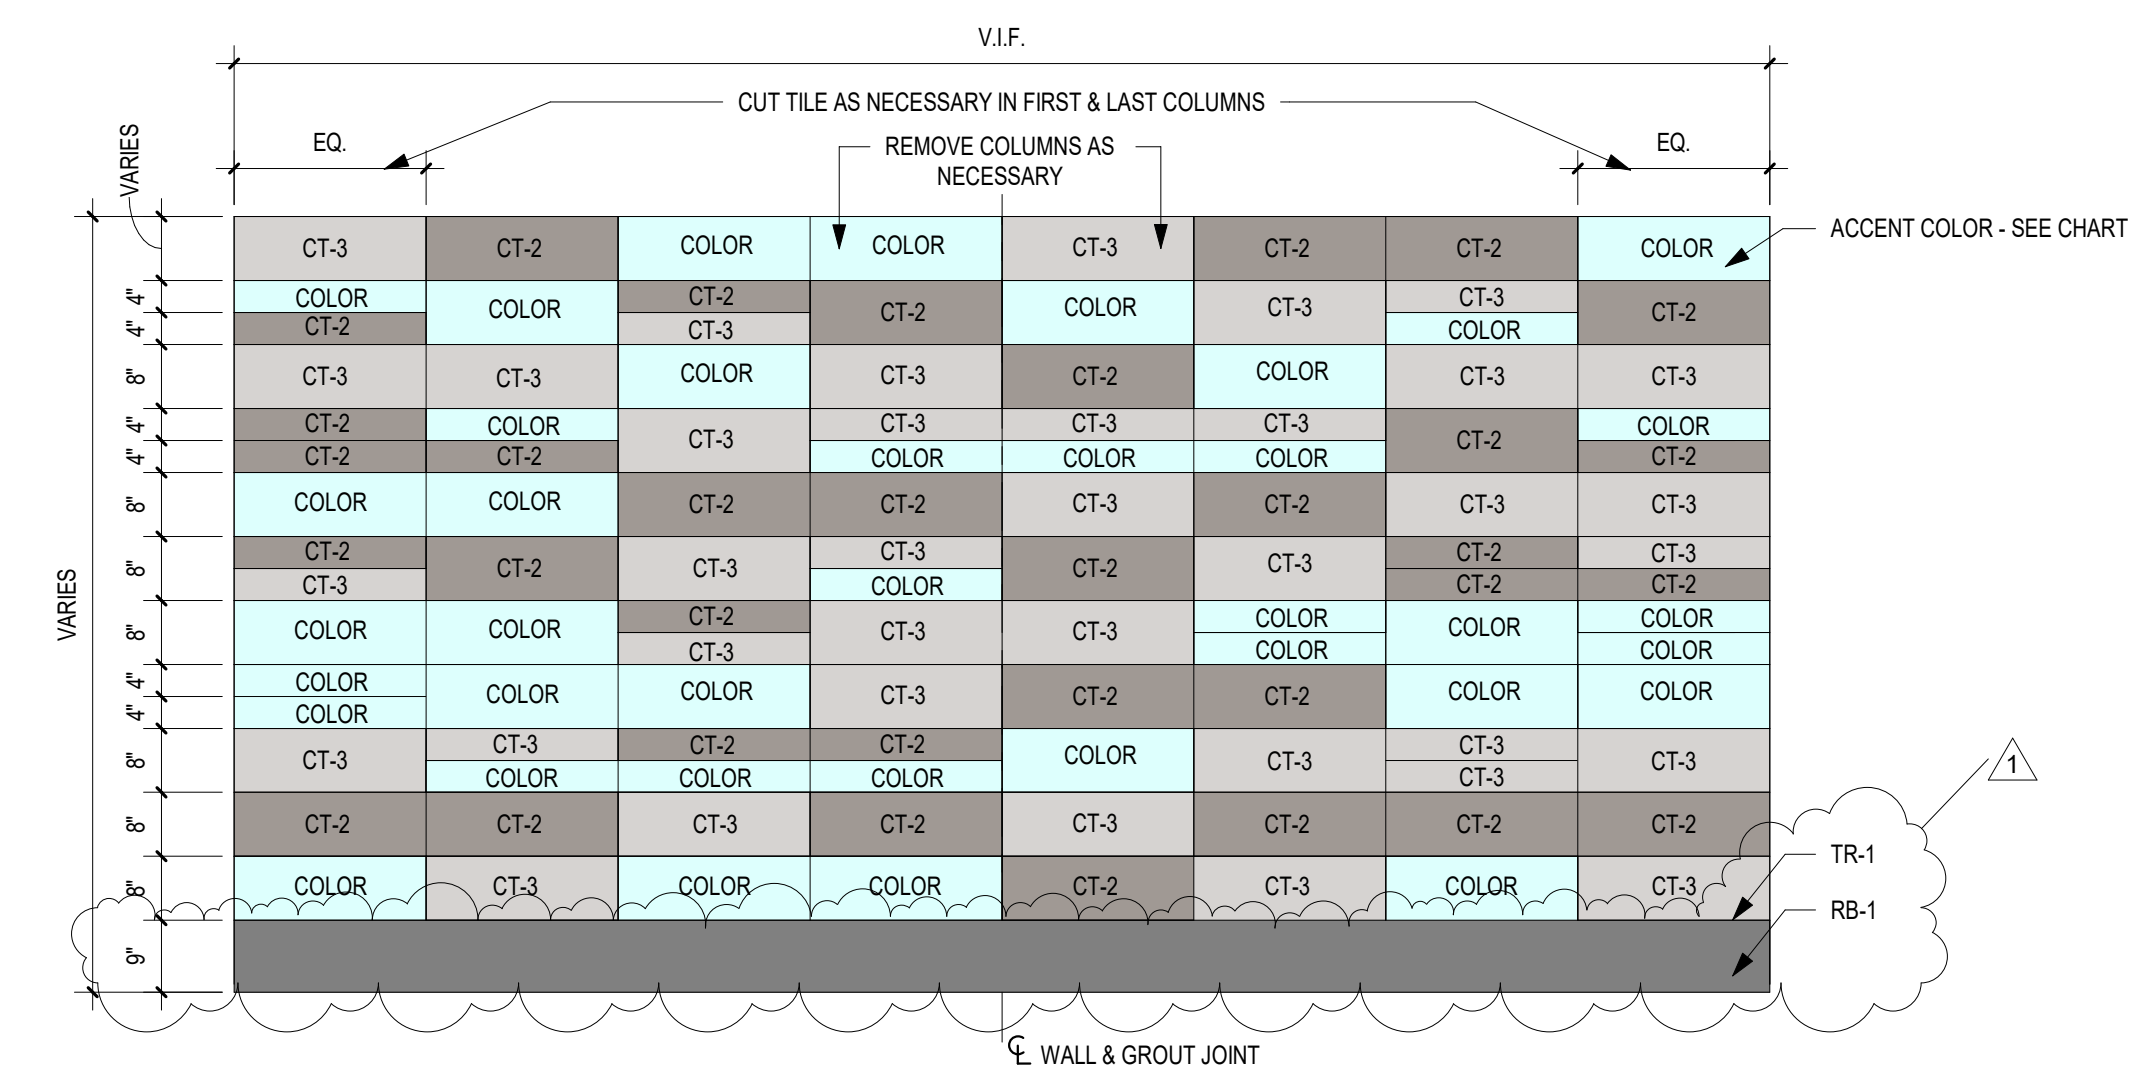 V.I.F.
CUT TILE AS NECESSARY IN FIRST & LAST COLUMNS
VARIES
EQ.
REMOVE COLUMNS AS
NECESSARY
EQ.
CT-3 CT-2 COLOR COLOR CT-3 CT-2 CT-2 COLOR
ACCENT COLOR - SEE CHART
4" COLOR COLOR CT-2 CT-2 COLOR CT-3 CT-3 CT-2
4" CT-2 CT-3 COLOR
8" CT-3 CT-3 COLOR CT-3 CT-2 COLOR CT-3 CT-3
4" CT-2 COLOR CT-3 CT-3 CT-3 CT-3 CT-2 COLOR
4" CT-2 CT-2 COLOR COLOR COLOR CT-2
8" COLOR COLOR CT-2 CT-2 CT-3 CT-2 CT-3 CT-3
VARIES
8" CT-2 CT-2 CT-3 CT-3 CT-2 CT-3 CT-2 CT-3
CT-3 COLOR CT-2 CT-2
8" COLOR COLOR CT-2 CT-3 CT-3 COLOR COLOR COLOR
CT-3 COLOR COLOR
4" COLOR COLOR COLOR CT-3 CT-2 CT-2 COLOR COLOR
4" COLOR
8" CT-3 CT-3 CT-2 CT-2 COLOR CT-3 CT-3 CT-3
COLOR COLOR COLOR CT-3
1
8" CT-2 CT-2 CT-3 CT-2 CT-3 CT-2 CT-2 CT-2
TR-1
8" COLOR CT-3 COLOR COLOR CT-2 CT-3 COLOR CT-3
RB-1
9"
℄ WALL & GROUT JOINT